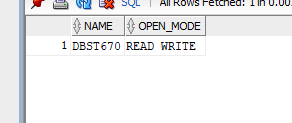 SQL | All Rows Fetched: 1 in 0.00
NAME OPEN_MODE
1 DBST670 READ WRITE